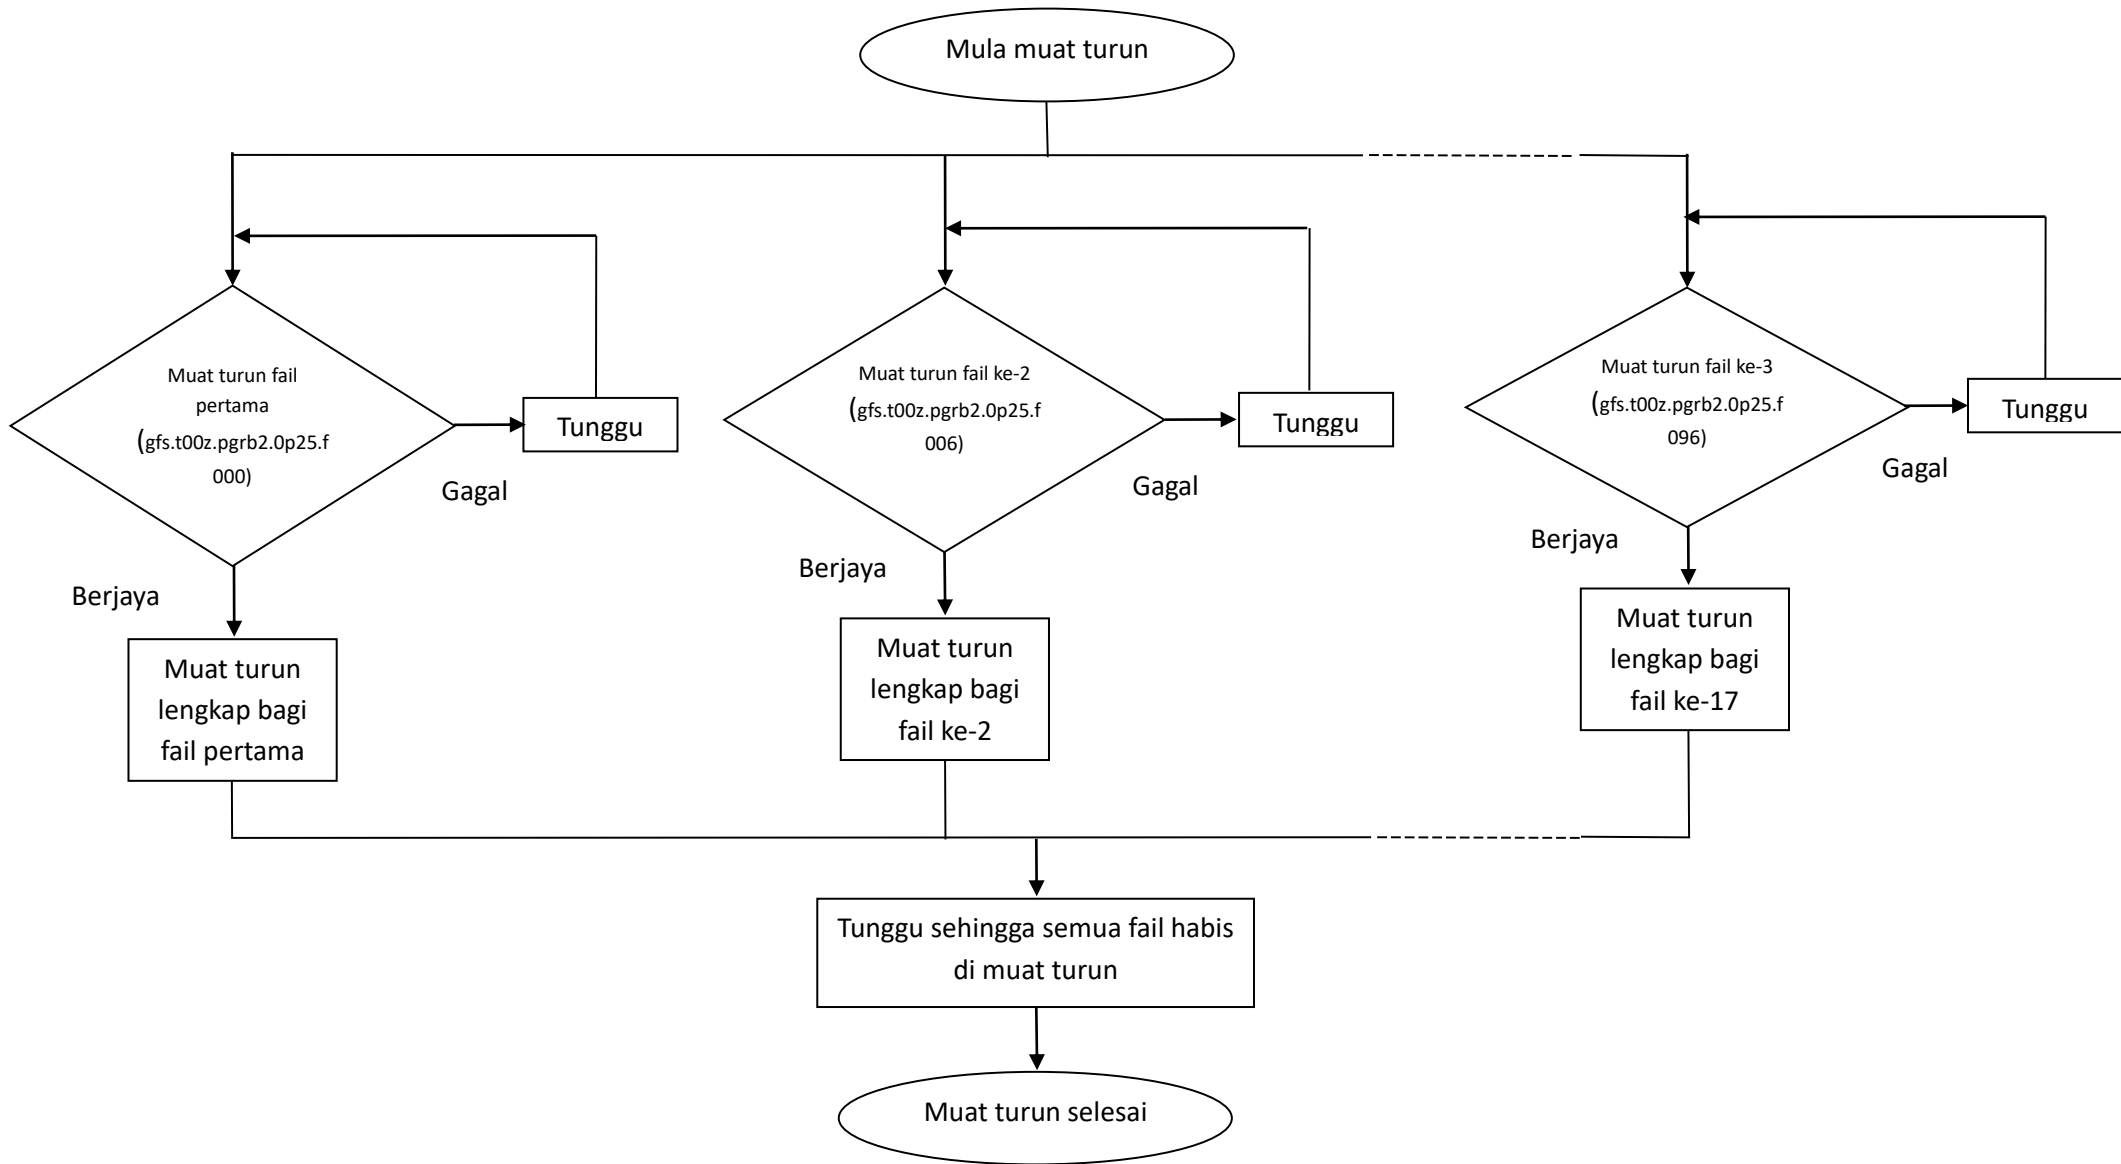 Mula muat turun
Muat turun fail
pertama
(gfs.t00z.pgrb2.0p25.f
000)
Tunggu
Gagal
Berjaya
Muat turun
lengkap bagi
fail pertama
Muat turun fail ke-2
(gfs.t00z.pgrb2.0p25.f
006)
Tunggu
Gagal
Berjaya
Muat turun
lengkap bagi
fail ke-2
Muat turun fail ke-3
(gfs.t00z.pgrb2.0p25.f
096)
Tunggu
Gagal
Berjaya
Muat turun
lengkap bagi
fail ke-17
Tunggu sehingga semua fail habis
di muat turun
Muat turun selesai